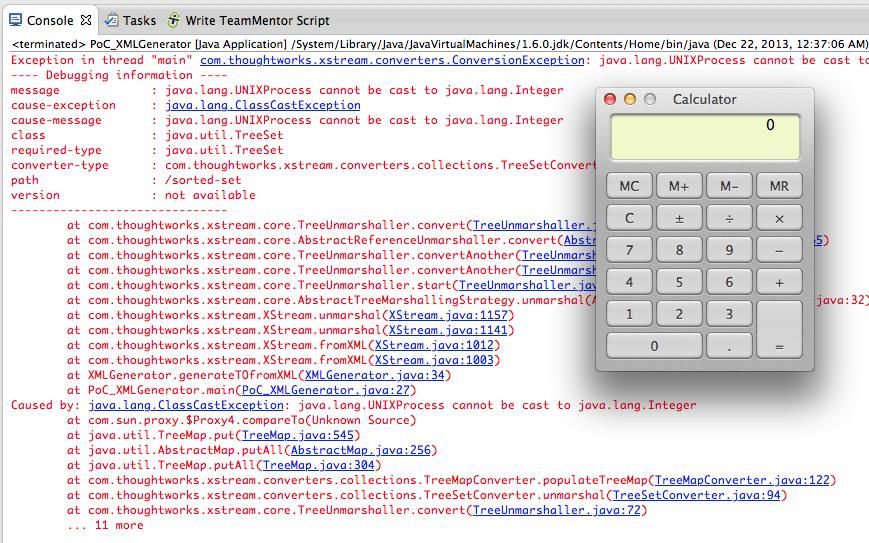 Console Tasks Write TeamMentor Script
<terminated> PoC_XMLGenerator [Java Application] /System/Library/Java/JavaVirtualMachines/1.6.0.jdk/Contents/Home/bin/java (Dec 22, 2013, 12:37:06 AM)
Exception in thread "main" com.thoughtworks.xstream.converters.ConversionException: java.lang.UNIXProcess cannot be cast to
---- Debugging information ----
message : java.lang.UNIXProcess cannot be cast to java.lang.Integer
cause-exception : java.lang.ClassCastException
cause-message : java.lang.UNIXProcess cannot be cast to java.lang.Integer
class : java.util.TreeSet
required-type : java.util.TreeSet
converter-type : com.thoughtworks.xstream.converters.collections.TreeSetConvert
path : /sorted-set
version : not available
-------------------------------
at com.thoughtworks.xstream.core.TreeUnmarshaller.convert(TreeUnmarshaller.
at com.thoughtworks.xstream.core.AbstractReferenceUnmarshaller.convert(Abst 65)
at com.thoughtworks.xstream.core.TreeUnmarshaller.convertAnother(TreeUnmars
at com.thoughtworks.xstream.core.TreeUnmarshaller.convertAnother(TreeUnmars
at com.thoughtworks.xstream.core.TreeUnmarshaller.start(TreeUnmarshaller.jav
at com.thoughtworks.xstream.core.AbstractTreeMarshallingStrategy.unmarshal(A java:32)
at com.thoughtworks.xstream.XStream.unmarshal(XStream.java:1157)
at com.thoughtworks.xstream.XStream.unmarshal(XStream.java:1141)
at com.thoughtworks.xstream.XStream.fromXML(XStream.java:1012)
at com.thoughtworks.xstream.XStream.fromXML(XStream.java:1003)
at XMLGenerator.generateTOfromXML(XMLGenerator.java:34)
at PoC_XMLGenerator.main(PoC_XMLGenerator.java:27)
Caused by: java.lang.ClassCastException: java.lang.UNIXProcess cannot be cast to java.lang.Integer
at com.sun.proxy.$Proxy4.compareTo(Unknown Source)
at java.util.TreeMap.put(TreeMap.java:545)
at java.util.AbstractMap.putAll(AbstractMap.java:256)
at java.util.TreeMap.putAll(TreeMap.java:304)
at com.thoughtworks.xstream.converters.collections.TreeMapConverter.populateTreeMap(TreeMapConverter.java:122)
at com.thoughtworks.xstream.converters.collections.TreeSetConverter.unmarshal(TreeSetConverter.java:94)
at com.thoughtworks.xstream.core.TreeUnmarshaller.convert(TreeUnmarshaller.java:72)
... 11 more
Calculator
0
MC M+ M- MR
C ± ÷ ×
7 8 9 −
4 5 6 +
1 2 3
0 . =